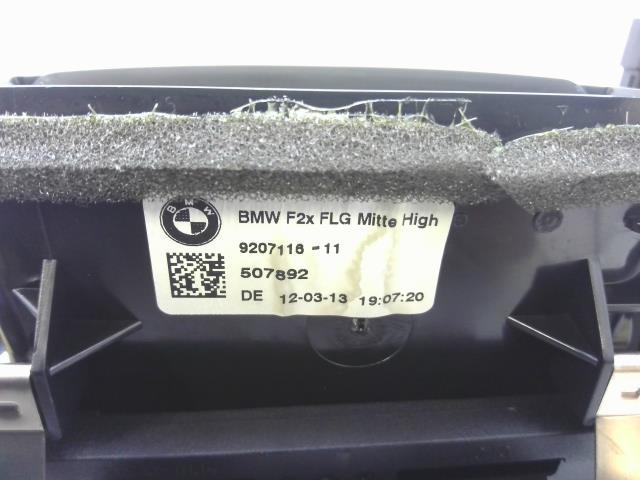 BMW
BMW F2x FLG Mitte High
9207116 - 11
507892
DE 12-03-13 19:07:20